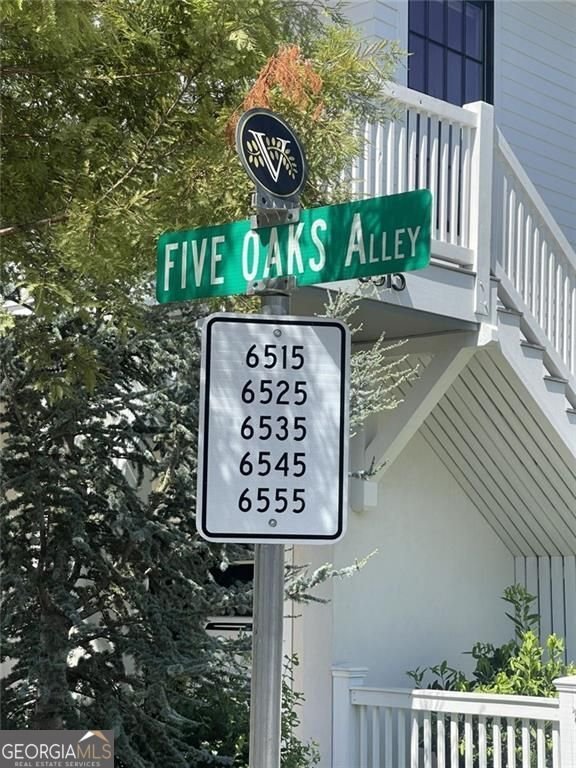 V
FIVE OAKS ALLEY
6515
6525
6535
6545
6555
GEORGIAMLS
REAL ESTATE SERVICES